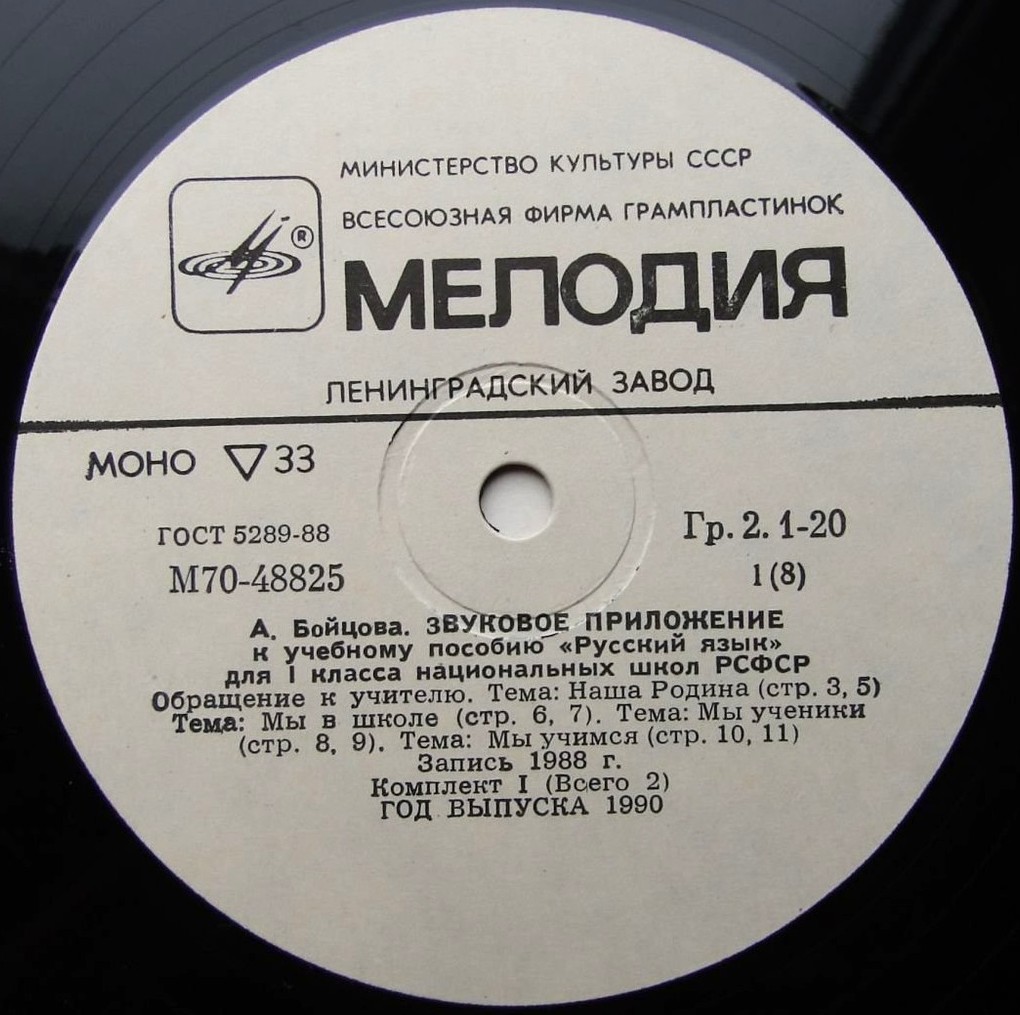 МИНИСТЕРСТВО КУЛЬТУРЫ СССР
ВСЕСОЮЗНАЯ ФИРМА ГРАМПЛАСТИНОК
®
МЕЛОДИЯ
ЛЕНИНГРАДСКИЙ ЗАВОД
МОНО ▽ 33
ГОСТ 5289-88
Гр. 2. 1-20
М70-48825
1 (8)
А. Бойцова. ЗВУКОВОЕ ПРИЛОЖЕНИЕ
к учебному пособию «Русский язык»
для I класса национальных школ РСФСР
Обращение к учителю. Тема: Наша Родина (стр. 3, 5)
Тема: Мы в школе (стр. 6, 7). Тема: Мы ученики
(стр. 8, 9). Тема: Мы учимся (стр. 10, 11)
Запись 1988 г.
Комплект I (Всего 2)
ГОД ВЫПУСКА 1990